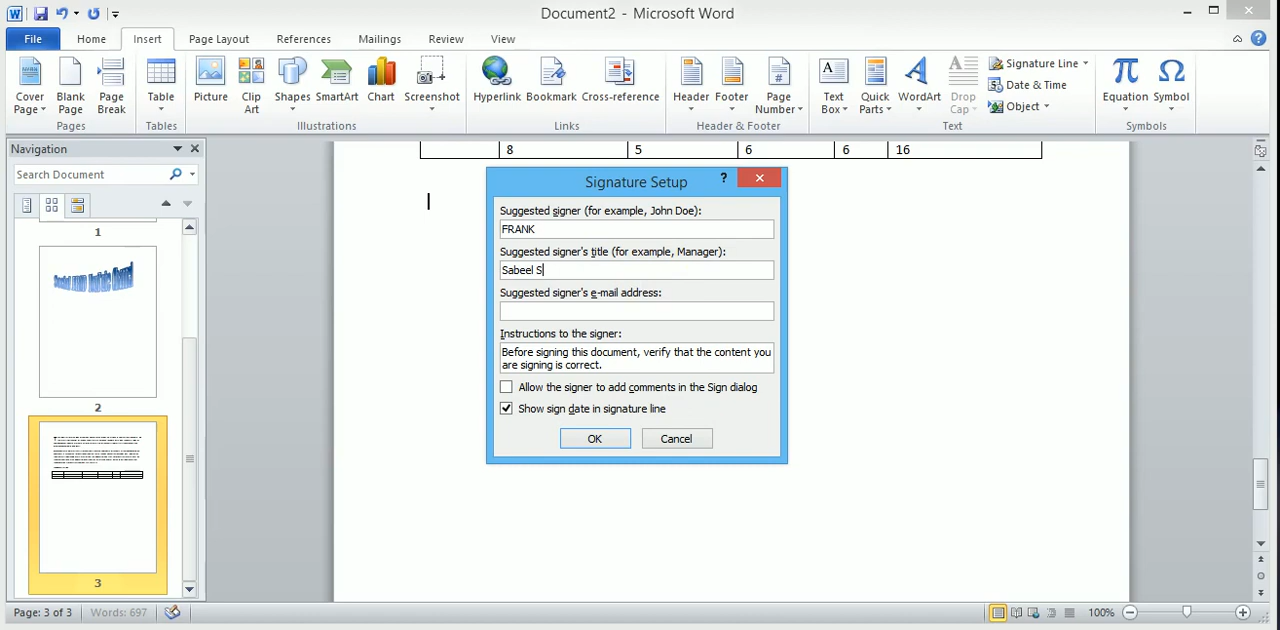 Document2 - Microsoft Word
File Home Insert Page Layout References Mailings Review View
Cover Page
Blank Page
Page Break
Table
Picture
Clip Art
Shapes
SmartArt
Chart
Screenshot
Hyperlink
Bookmark
Cross-reference
Header
Footer
Page Number
Text Box
Quick Parts
WordArt
Drop Cap
Signature Line
Date & Time
Object
Equation
Symbol
Pages Tables Illustrations Links Header & Footer Text Symbols
Navigation
Search Document
1
2
3
8 5 6 6 16
Signature Setup
Suggested signer (for example, John Doe):
FRANK
Suggested signer's title (for example, Manager):
Sabeel S
Suggested signer's e-mail address:
Instructions to the signer:
Before signing this document, verify that the content you
are signing is correct.
Allow the signer to add comments in the Sign dialog
Show sign date in signature line
OK Cancel
Page: 3 of 3 Words: 697 100%